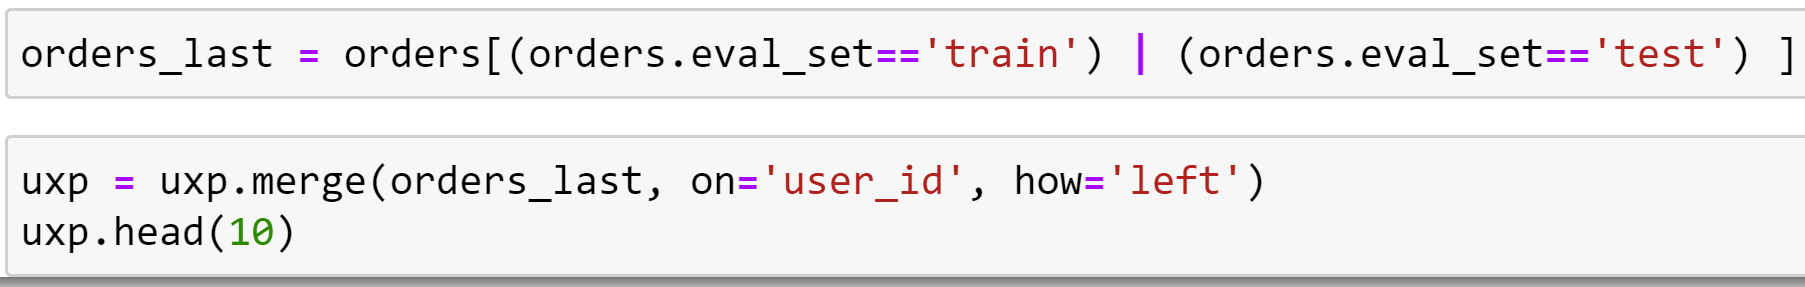 orders_last = orders[(orders.eval_set=='train') | (orders.eval_set=='test') ]
uxp = uxp.merge(orders_last, on='user_id', how='left')
uxp.head(10)